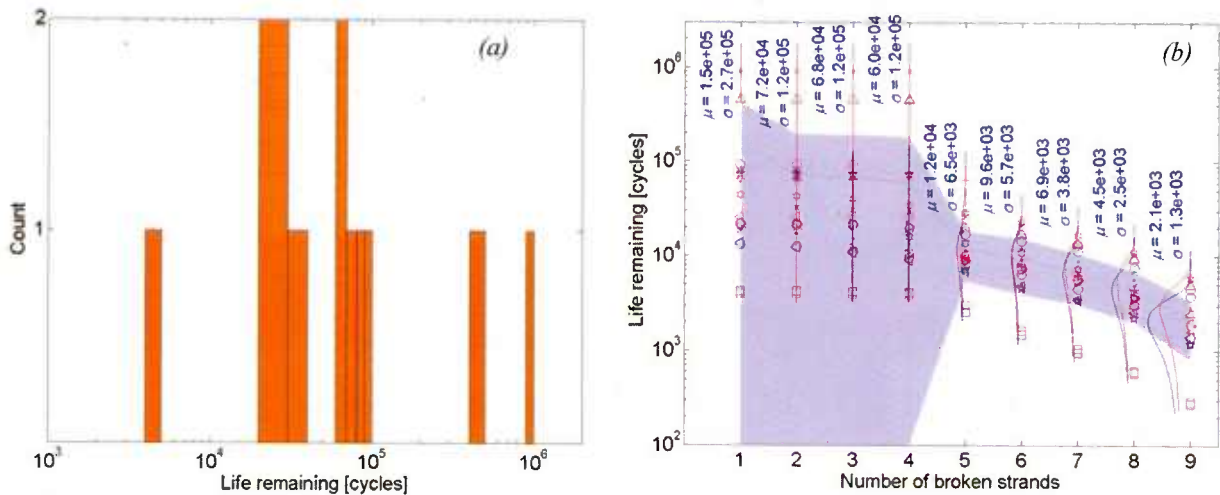 2
1
Count
(a)
10³
10⁴
10⁵
10⁶
Life remaining [cycles]
(b)
10⁶
10⁵
10⁴
10³
10²
Life remaining [cycles]
μ = 1.5e+05
σ = 2.7e+05
μ = 7.2e+04
σ = 1.2e+05
μ = 6.8e+04
σ = 1.2e+05
μ = 6.0e+04
σ = 1.2e+05
μ = 1.2e+04
σ = 6.5e+03
μ = 9.6e+03
σ = 5.7e+03
μ = 6.9e+03
σ = 3.8e+03
μ = 4.5e+03
σ = 2.5e+03
μ = 2.1e+03
σ = 1.3e+03
1 2 3 4 5 6 7 8 9
Number of broken strands